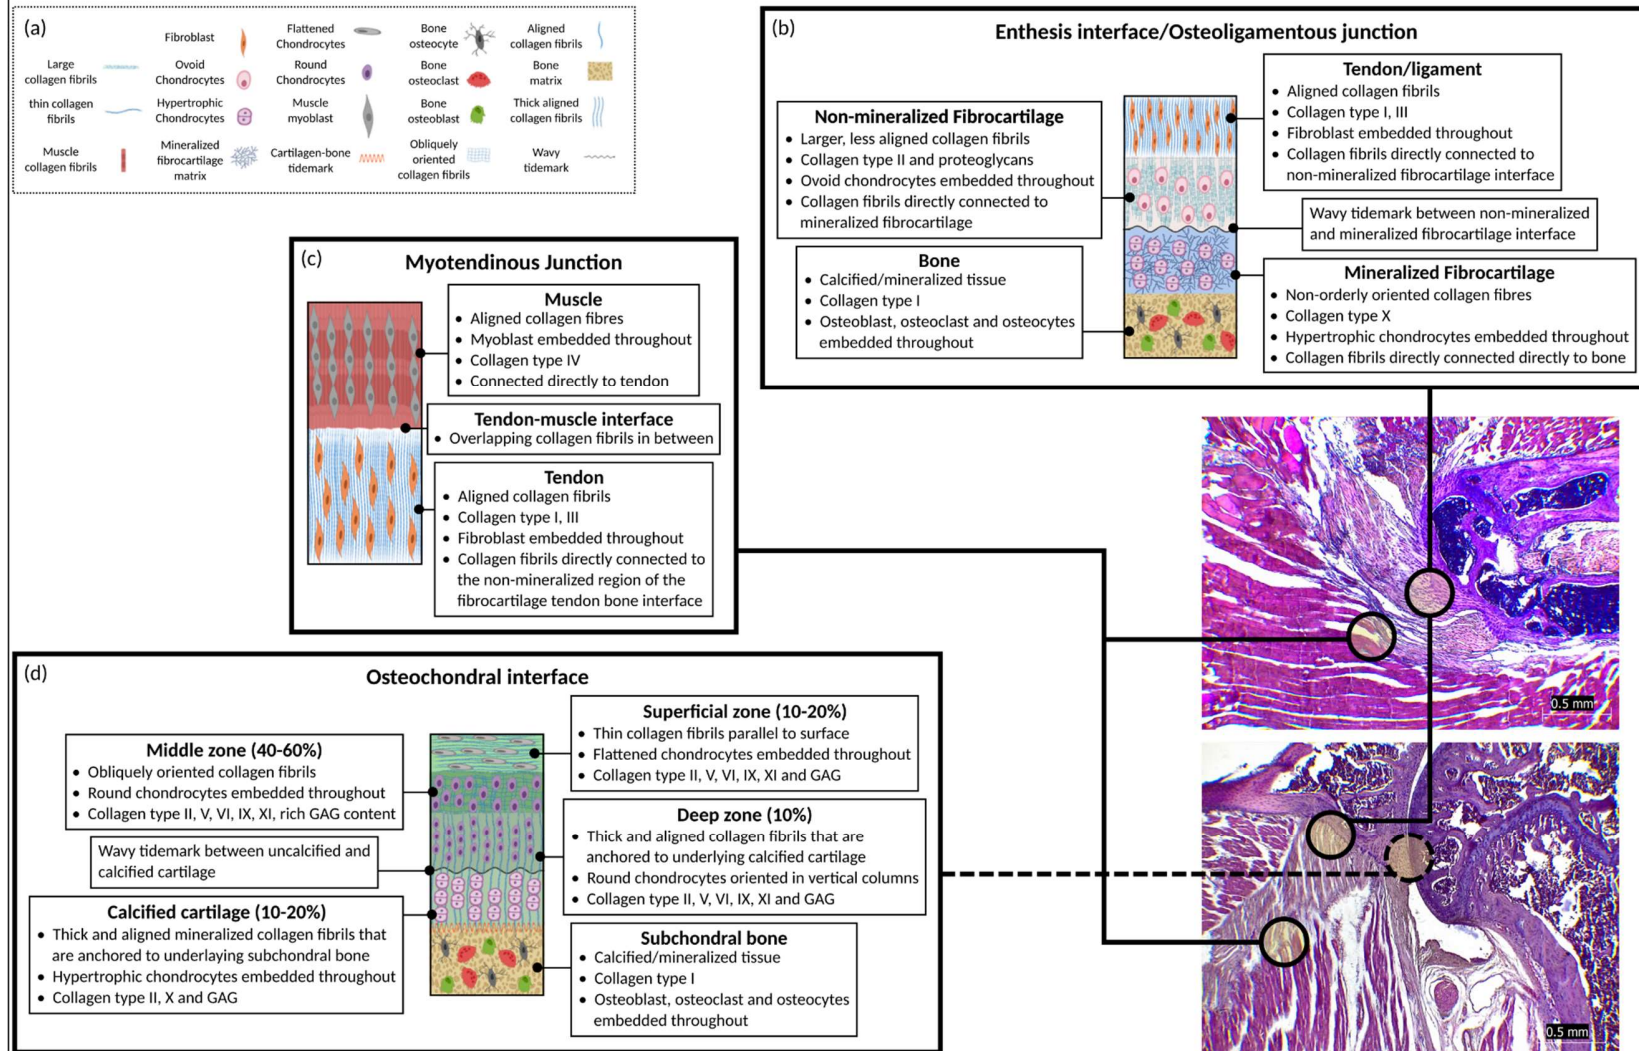 (a)
Fibroblast
Flattened
Chondrocytes
Bone
osteocyte
Aligned
collagen fibrils
Large
collagen fibrils
Ovoid
Chondrocytes
Round
Chondrocytes
Bone
osteoclast
Bone
matrix
thin collagen
fibrils
Hypertrophic
Chondrocytes
Muscle
myoblast
Bone
osteoblast
Thick aligned
collagen fibrils
Muscle
collagen fibrils
Mineralized
fibrocartilage
matrix
Cartilagen-bone
tidemark
Obliquely
oriented
collagen fibrils
Wavy
tidemark
(b)
Enthesis interface/Osteoligamentous junction
Tendon/ligament
• Aligned collagen fibrils
• Collagen type I, III
• Fibroblast embedded throughout
• Collagen fibrils directly connected to
non-mineralized fibrocartilage interface
Non-mineralized Fibrocartilage
• Larger, less aligned collagen fibrils
• Collagen type II and proteoglycans
• Ovoid chondrocytes embedded throughout
• Collagen fibrils directly connected to
mineralized fibrocartilage
Wavy tidemark between non-mineralized
and mineralized fibrocartilage interface
Bone
• Calcified/mineralized tissue
• Collagen type I
• Osteoblast, osteoclast and osteocytes
embedded throughout
Mineralized Fibrocartilage
• Non-orderly oriented collagen fibres
• Collagen type X
• Hypertrophic chondrocytes embedded throughout
• Collagen fibrils directly connected directly to bone
(c)
Myotendinous Junction
Muscle
• Aligned collagen fibres
• Myoblast embedded throughout
• Collagen type IV
• Connected directly to tendon
Tendon-muscle interface
• Overlapping collagen fibrils in between
Tendon
• Aligned collagen fibrils
• Collagen type I, III
• Fibroblast embedded throughout
• Collagen fibrils directly connected to
the non-mineralized region of the
fibrocartilage tendon bone interface
(d)
Osteochondral interface
Superficial zone (10-20%)
• Thin collagen fibrils parallel to surface
• Flattened chondrocytes embedded throughout
• Collagen type II, V, VI, IX, XI and GAG
Middle zone (40-60%)
• Obliquely oriented collagen fibrils
• Round chondrocytes embedded throughout
• Collagen type II, V, VI, IX, XI, rich GAG content
Deep zone (10%)
• Thick and aligned collagen fibrils that are
anchored to underlying calcified cartilage
• Round chondrocytes oriented in vertical columns
• Collagen type II, V, VI, IX, XI and GAG
Wavy tidemark between uncalcified and
calcified cartilage
Calcified cartilage (10-20%)
• Thick and aligned mineralized collagen fibrils that
are anchored to underlaying subchondral bone
• Hypertrophic chondrocytes embedded throughout
• Collagen type II, X and GAG
Subchondral bone
• Calcified/mineralized tissue
• Collagen type I
• Osteoblast, osteoclast and osteocytes
embedded throughout
0.5 mm
0.5 mm